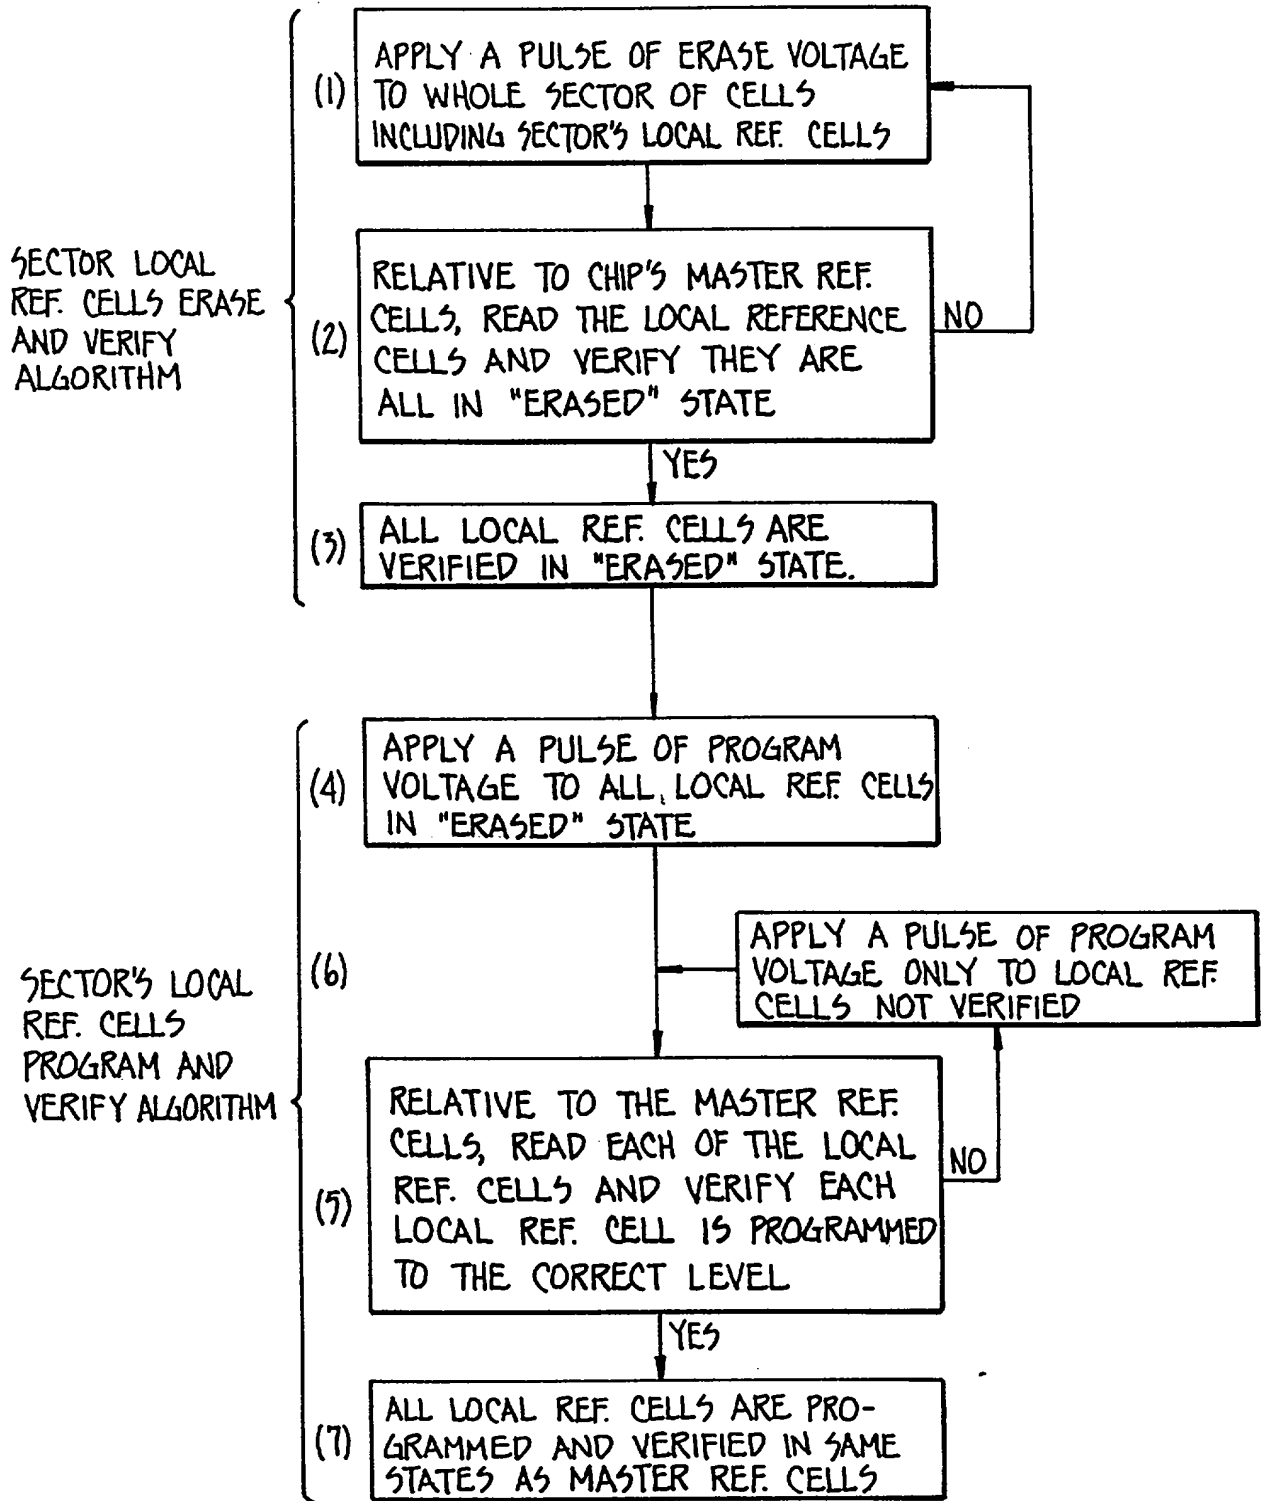 (1)
APPLY A PULSE OF ERASE VOLTAGE
TO WHOLE SECTOR OF CELLS
INCLUDING SECTOR'S LOCAL REF. CELLS
SECTOR LOCAL
REF. CELLS ERASE
AND VERIFY
ALGORITHM
(2)
RELATIVE TO CHIP'S MASTER REF.
CELLS, READ THE LOCAL REFERENCE
CELLS AND VERIFY THEY ARE
ALL IN "ERASED" STATE
NO
YES
(3)
ALL LOCAL REF. CELLS ARE
VERIFIED IN "ERASED" STATE.
(4)
APPLY A PULSE OF PROGRAM
VOLTAGE TO ALL, LOCAL REF. CELLS
IN "ERASED" STATE
(6)
APPLY A PULSE OF PROGRAM
VOLTAGE ONLY TO LOCAL REF.
CELLS NOT VERIFIED
SECTOR'S LOCAL
REF. CELLS
PROGRAM AND
VERIFY ALGORITHM
(5)
RELATIVE TO THE MASTER REF.
CELLS, READ EACH OF THE LOCAL
REF. CELLS AND VERIFY EACH
LOCAL REF. CELL IS PROGRAMMED
TO THE CORRECT LEVEL
NO
YES
(7)
ALL LOCAL REF. CELLS ARE PRO-
GRAMMED AND VERIFIED IN SAME
STATES AS MASTER REF. CELLS